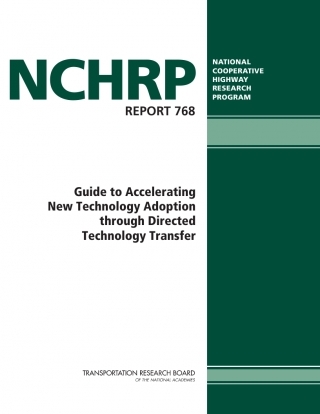 NCHRP
REPORT 768
NATIONAL
COOPERATIVE
HIGHWAY
RESEARCH
PROGRAM
Guide to Accelerating
New Technology Adoption
through Directed
Technology Transfer
TRANSPORTATION RESEARCH BOARD
OF THE NATIONAL ACADEMIES